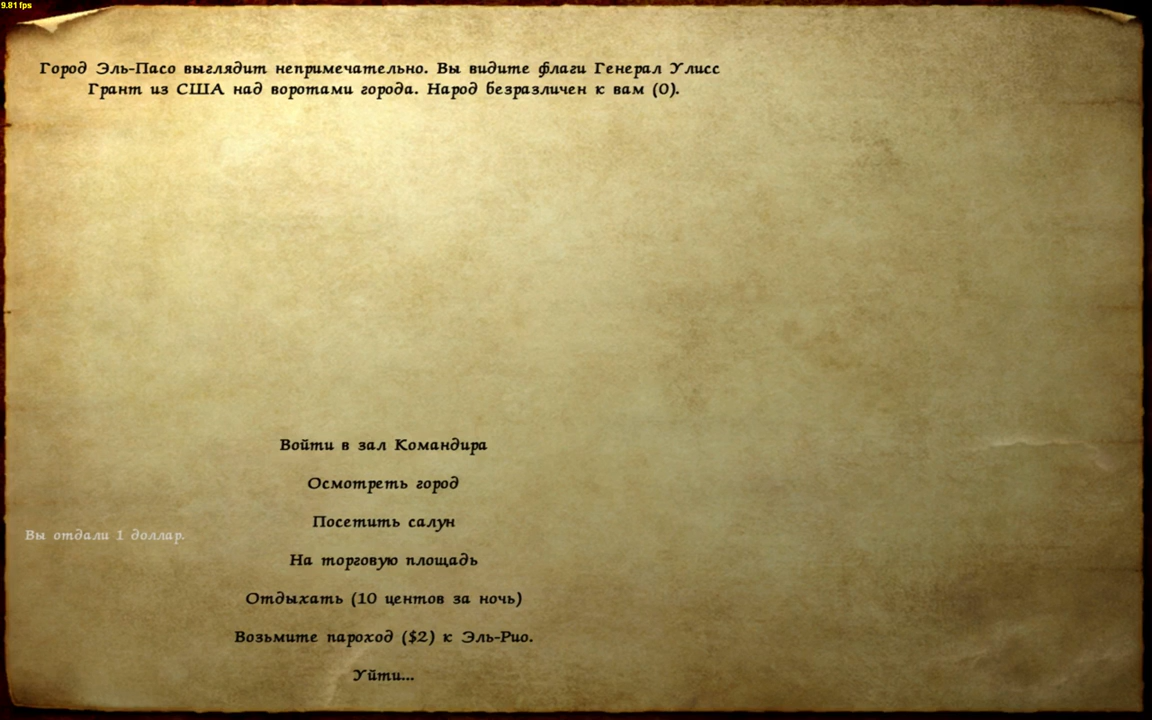 9.81 fps
Город Эль-Пасо выглядит непримечательно. Вы видите флаги Генерал Улисс
Грант из США над воротами города. Народ безразличен к вам (0).
Войти в зал Командира
Осмотреть город
Посетить салун
Вы отдали 1 доллар.
На торговую площадь
Отдыхать (10 центов за ночь)
Возьмите пароход ($2) к Эль-Рио.
Уйти...